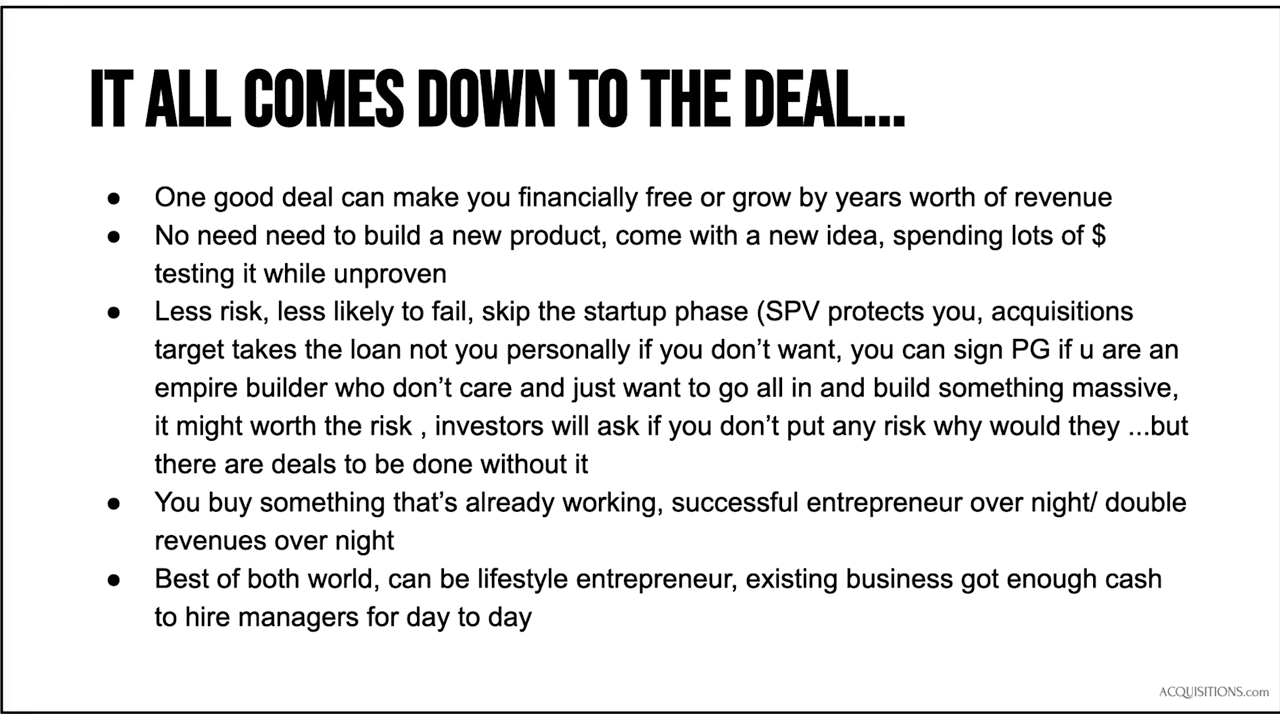 IT ALL COMES DOWN TO THE DEAL...
● One good deal can make you financially free or grow by years worth of revenue
● No need need to build a new product, come with a new idea, spending lots of $
testing it while unproven
● Less risk, less likely to fail, skip the startup phase (SPV protects you, acquisitions
target takes the loan not you personally if you don’t want, you can sign PG if u are an
empire builder who don’t care and just want to go all in and build something massive,
it might worth the risk , investors will ask if you don’t put any risk why would they ...but
there are deals to be done without it
● You buy something that’s already working, successful entrepreneur over night/ double
revenues over night
● Best of both world, can be lifestyle entrepreneur, existing business got enough cash
to hire managers for day to day
ACQUISITIONS.com